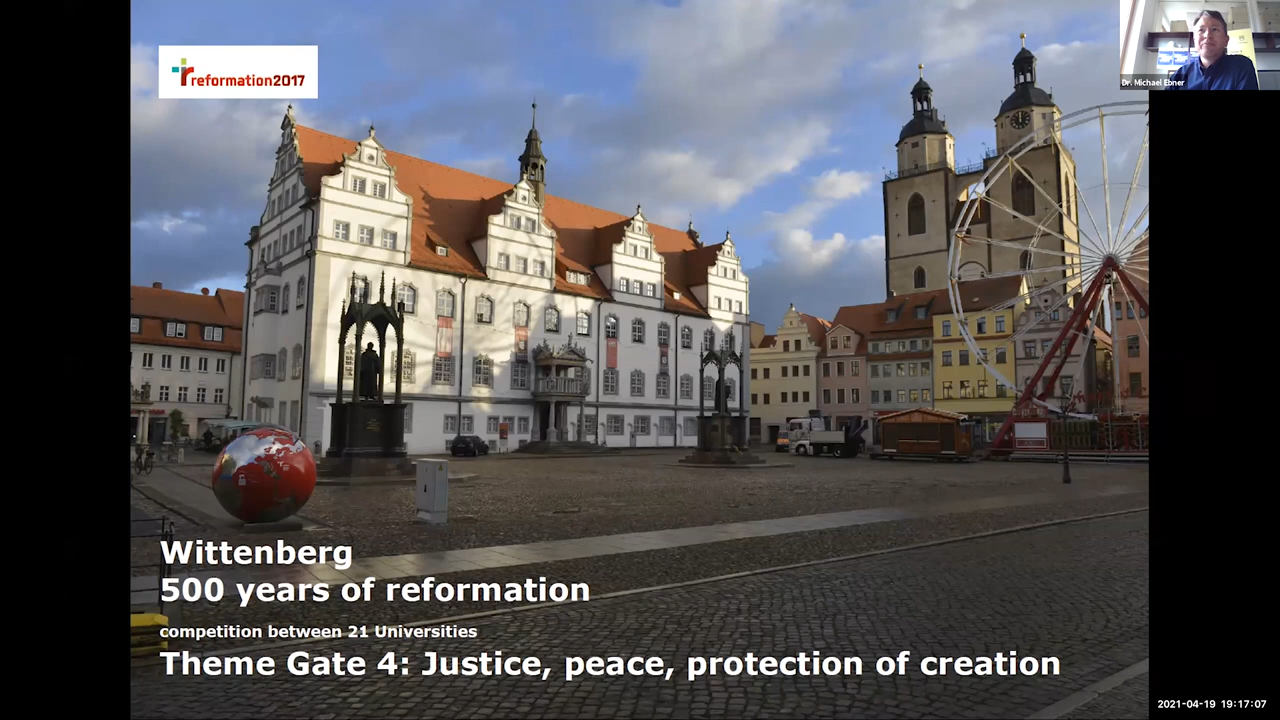 reformation2017
Dr. Michael Ebner
Wittenberg
500 years of reformation
competition between 21 Universities
Theme Gate 4: Justice, peace, protection of creation
2021-04-19 19:17:07